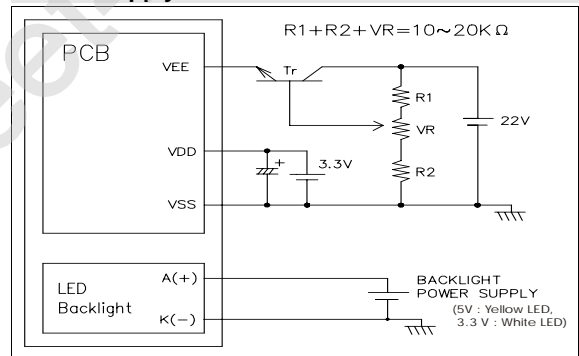 R1+R2+VR=10~20KΩ
PCB
VEE
Tr
R1
VR
22V
VDD
+
3.3V
R2
VSS
LED
Backlight
A(+)
K(-)
BACKLIGHT
POWER SUPPLY
(5V : Yellow LED,
3.3 V : White LED)